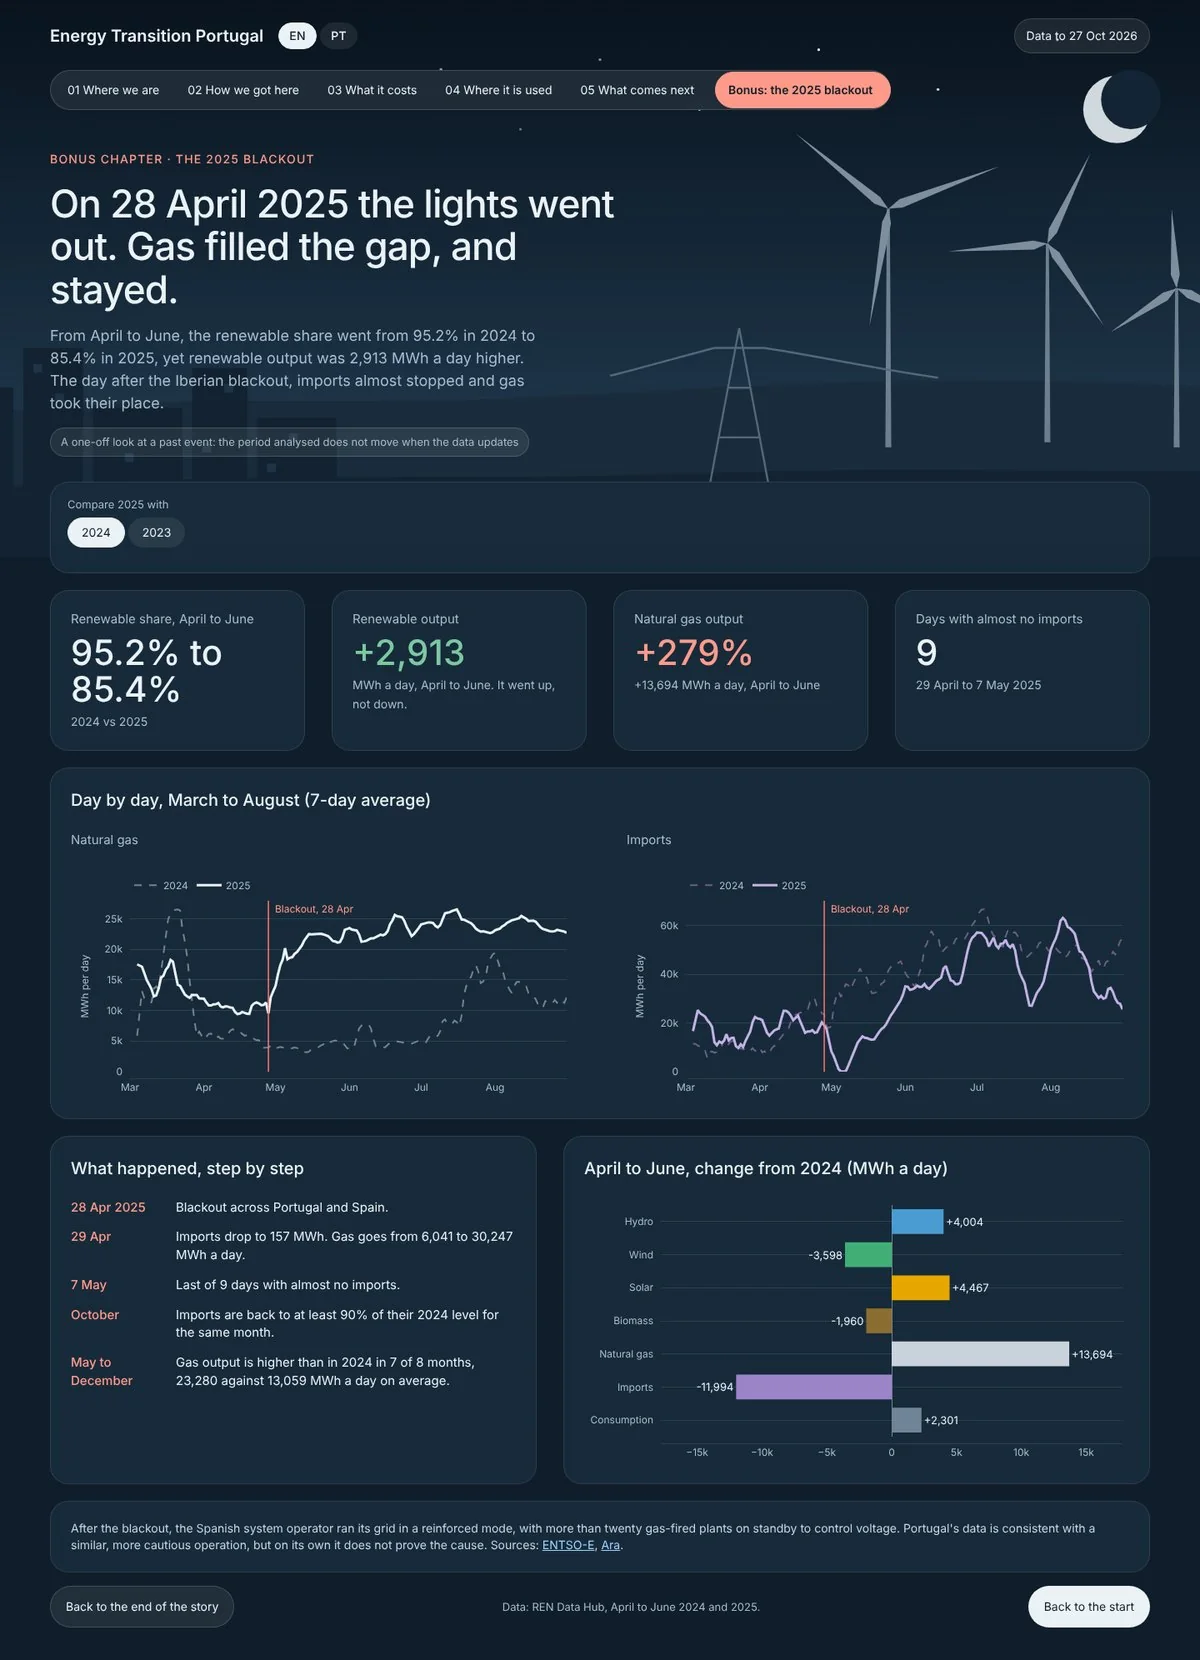 Energy Transition Portugal
EN
PT
Data to 27 Oct 2026
01 Where we are
02 How we got here
03 What it costs
04 Where it is used
05 What comes next
Bonus: the 2025 blackout
BONUS CHAPTER · THE 2025 BLACKOUT
On 28 April 2025 the lights went
out. Gas filled the gap, and
stayed.
From April to June, the renewable share went from 95.2% in 2024 to
85.4% in 2025, yet renewable output was 2,913 MWh a day higher.
The day after the Iberian blackout, imports almost stopped and gas
took their place.
A one-off look at a past event: the period analysed does not move when the data updates
Compare 2025 with
2024
2023
Renewable share, April to June
95.2% to
85.4%
2024 vs 2025
Renewable output
+2,913
MWh a day, April to June. It went up,
not down.
Natural gas output
+279%
+13,694 MWh a day, April to June
Days with almost no imports
9
29 April to 7 May 2025
Day by day, March to August (7-day average)
Natural gas
2024
2025
Blackout, 28 Apr
MWh per day
25k
20k
15k
10k
5k
0
Mar
Apr
May
Jun
Jul
Aug
Imports
2024
2025
Blackout, 28 Apr
MWh per day
60k
40k
20k
0
Mar
Apr
May
Jun
Jul
Aug
What happened, step by step
28 Apr 2025
Blackout across Portugal and Spain.
29 Apr
Imports drop to 157 MWh. Gas goes from 6,041 to 30,247
MWh a day.
7 May
Last of 9 days with almost no imports.
October
Imports are back to at least 90% of their 2024 level for
the same month.
May to
December
Gas output is higher than in 2024 in 7 of 8 months,
23,280 against 13,059 MWh a day on average.
April to June, change from 2024 (MWh a day)
Hydro
+4,004
Wind
-3,598
Solar
+4,467
Biomass
-1,960
Natural gas
+13,694
Imports
-11,994
Consumption
+2,301
−15k
−10k
−5k
0
5k
10k
15k
After the blackout, the Spanish system operator ran its grid in a reinforced mode, with more than twenty gas-fired plants on standby to control voltage. Portugal's data is consistent with a
similar, more cautious operation, but on its own it does not prove the cause. Sources: ENTSO-E, Ara.
Back to the end of the story
Data: REN Data Hub, April to June 2024 and 2025.
Back to the start